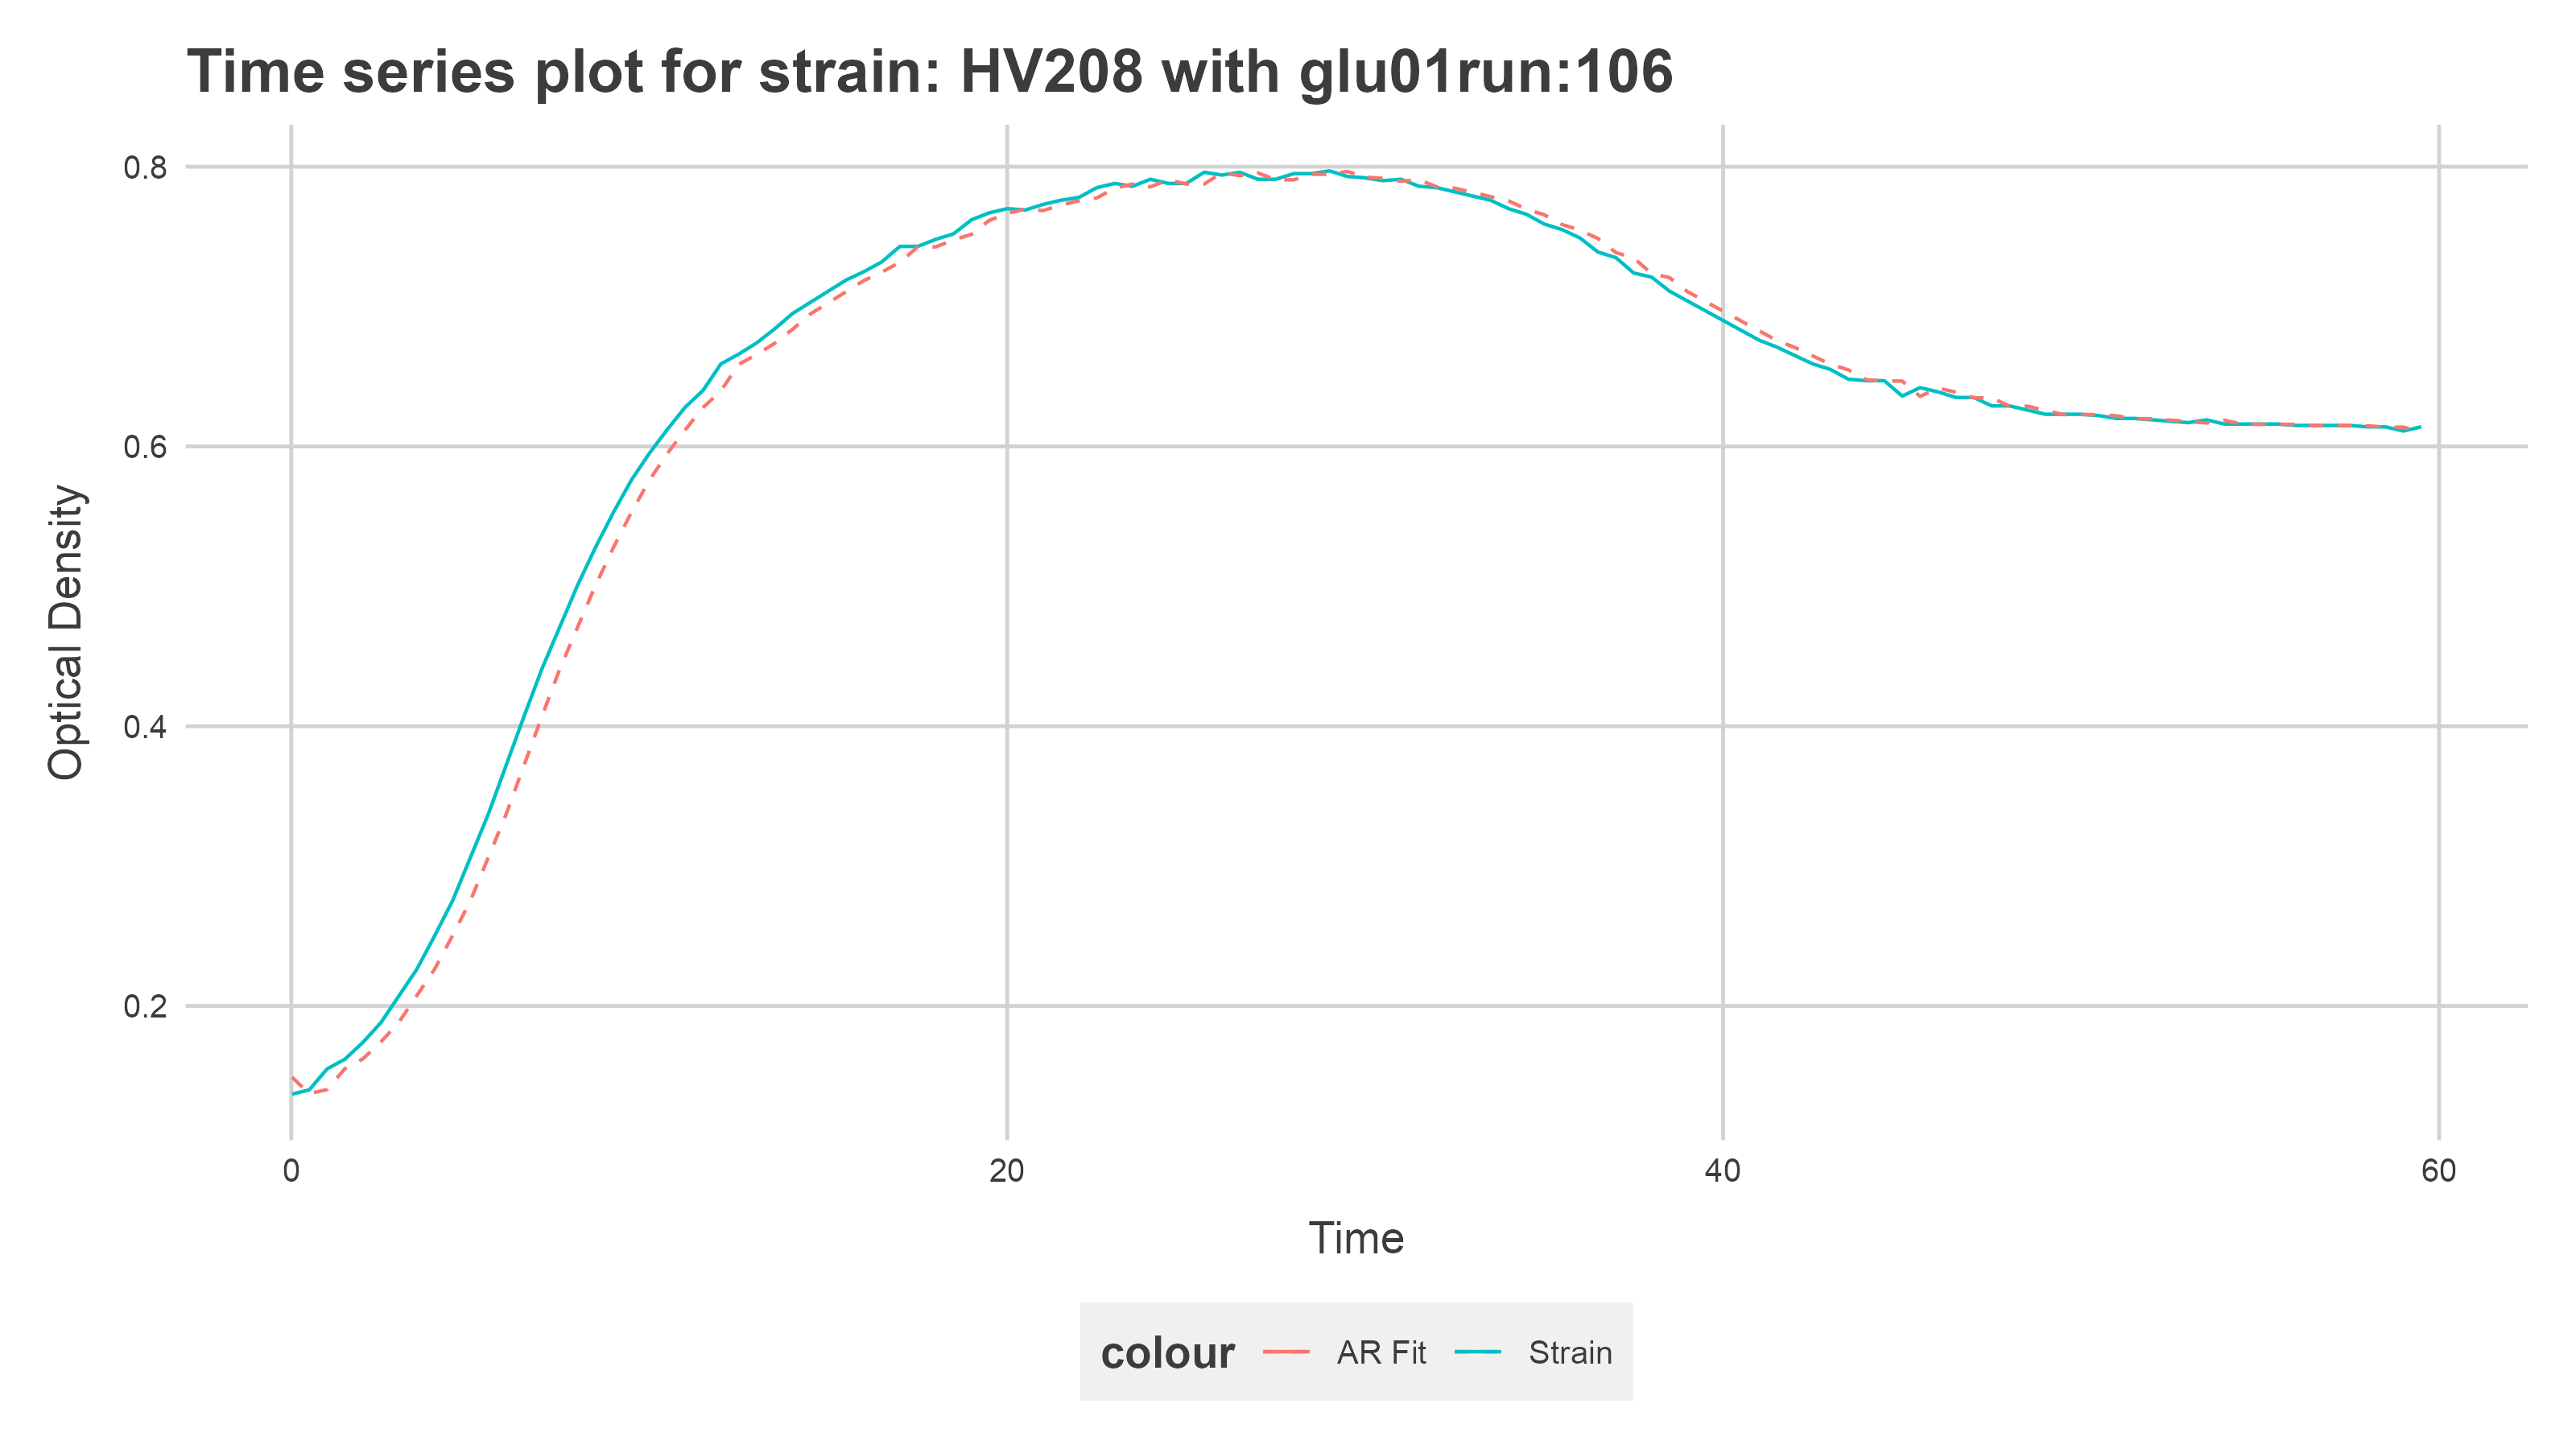 Time series plot for strain: HV208 with glu01run:106
Optical Density
0.8
0.6
0.4
0.2
0 20 40 60
Time
colour AR Fit Strain